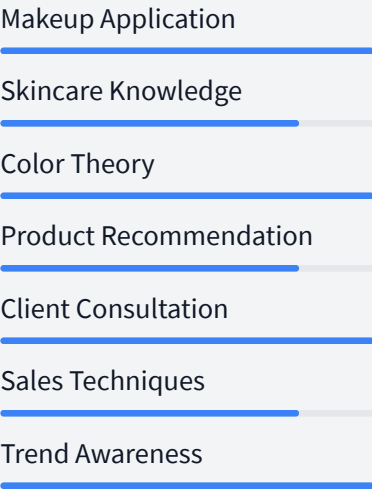 Makeup Application
Skincare Knowledge
Color Theory
Product Recommendation
Client Consultation
Sales Techniques
Trend Awareness